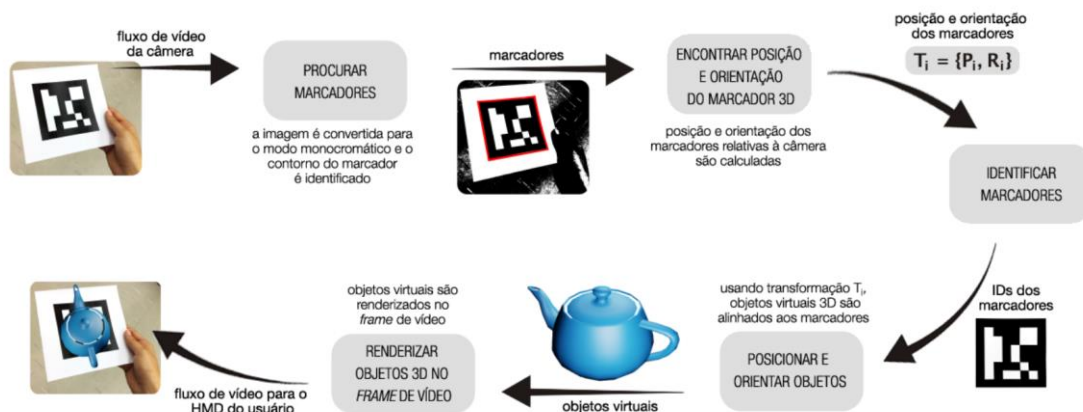 fluxo de vídeo
da câmera
PROCURAR
MARCADORES
a imagem é convertida para
o modo monocromático e o
contorno do marcador
é identificado
marcadores
ENCONTRAR POSIÇÃO
E ORIENTAÇÃO
DO MARCADOR 3D
posição e orientação dos
marcadores relativas à câmera
são calculadas
posição e orientação
dos marcadores
Tᵢ = {Pᵢ, Rᵢ}
IDENTIFICAR
MARCADORES
IDs dos
marcadores
usando transformação Tᵢ,
objetos virtuais 3D são
alinhados aos marcadores
POSICIONAR E
ORIENTAR OBJETOS
objetos virtuais
objetos virtuais são
renderizados no
frame de vídeo
RENDERIZAR
OBJETOS 3D NO
FRAME DE VÍDEO
fluxo de vídeo para o
HMD do usuário